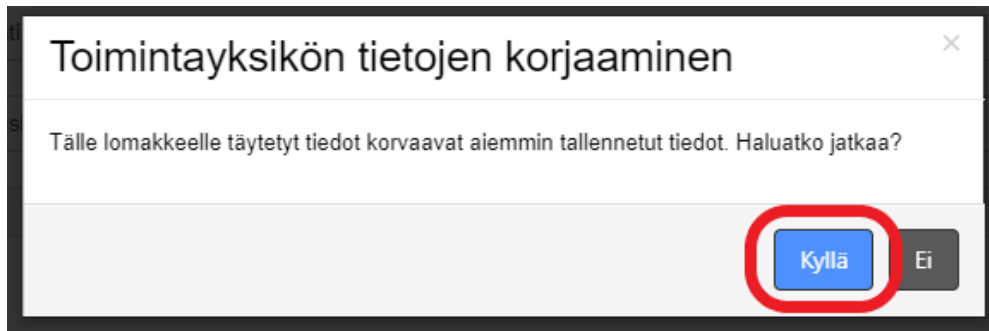 Toimintayksikön tietojen korjaaminen
×
Tälle lomakkeelle täytetyt tiedot korvaavat aiemmin tallennetut tiedot. Haluatko jatkaa?
Kyllä Ei